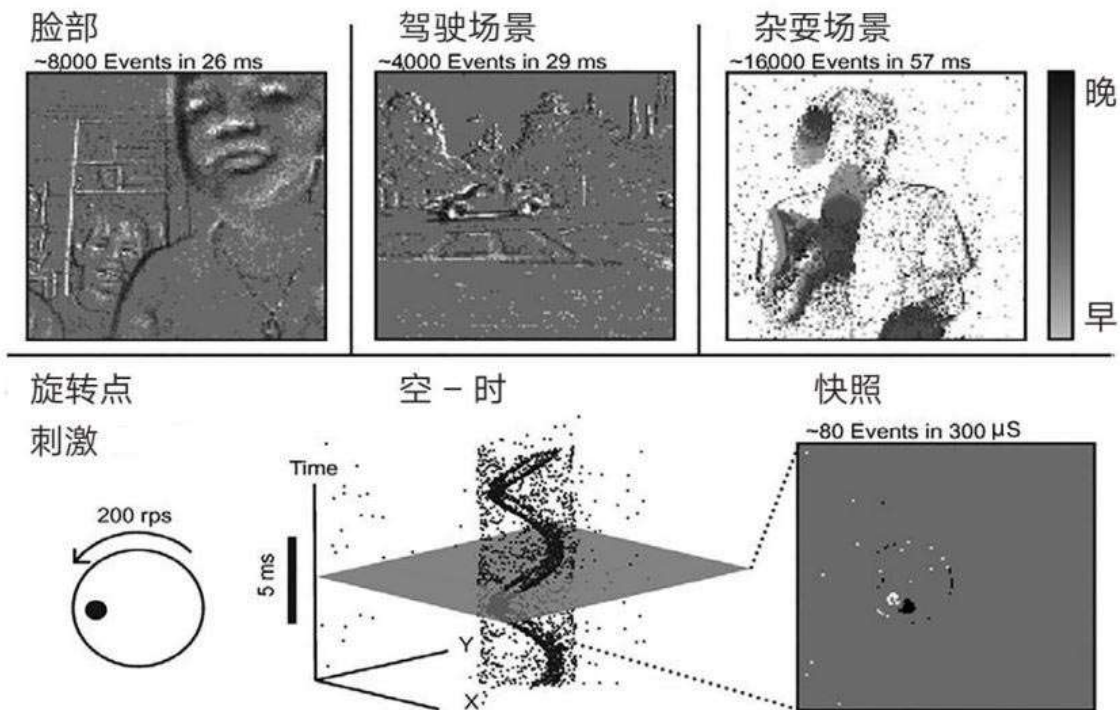 脸部
~8000 Events in 26 ms
驾驶场景
~4000 Events in 29 ms
杂耍场景
~16000 Events in 57 ms
晚
早
旋转点
刺激
200 rps
空－时
Time
5 ms
Y
X
快照
~80 Events in 300 μS